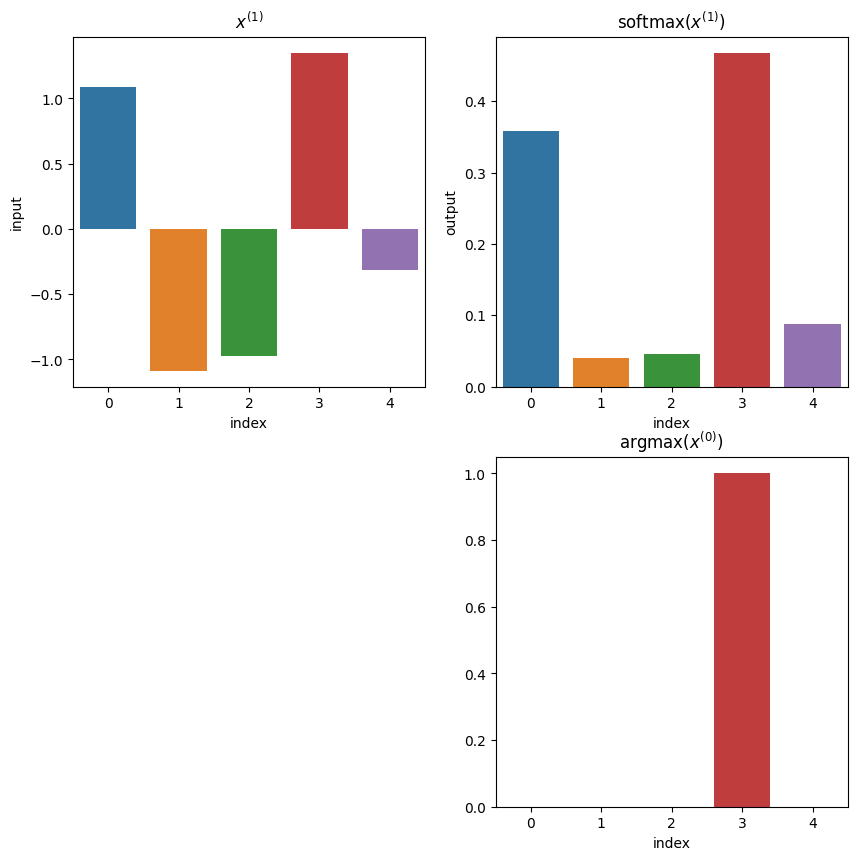 x^(1)
input
1.0
0.5
0.0
−0.5
−1.0
0 1 2 3 4
index
softmax(x^(1))
output
0.4
0.3
0.2
0.1
0.0
0 1 2 3 4
index
argmax(x^(0))
1.0
0.8
0.6
0.4
0.2
0.0
0 1 2 3 4
index